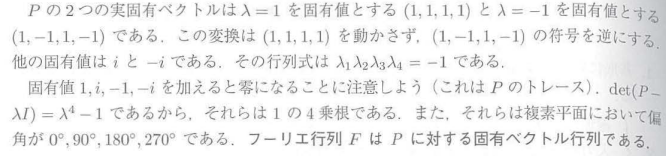 P の2つの実固有ベクトルは λ = 1 を固有値とする (1, 1, 1, 1) と λ = −1 を固有値とする
(1, −1, 1, −1) である．この変換は (1, 1, 1, 1) を動かさず，(1, −1, 1, −1) の符号を逆にする．
他の固有値は i と −i である．その行列式は λ₁λ₂λ₃λ₄ = −1 である．
固有値 1, i, −1, −i を加えると零になることに注意しよう（これは P のトレース）．det(P−
λI) = λ⁴ − 1 であるから，それらは 1 の 4 乗根である．また，それらは複素平面において偏
角が 0°, 90°, 180°, 270° である．フーリエ行列 F は P に対する固有ベクトル行列である．